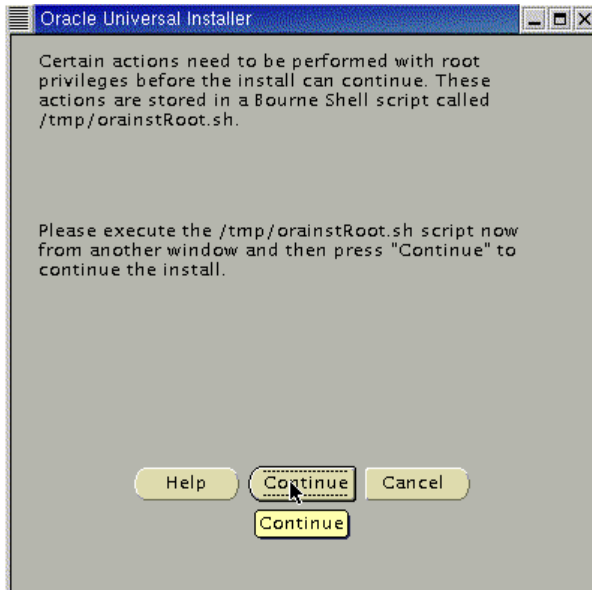 Oracle Universal Installer
Certain actions need to be performed with root
privileges before the install can continue. These
actions are stored in a Bourne Shell script called
/tmp/orainstRoot.sh.
Please execute the /tmp/orainstRoot.sh script now
from another window and then press "Continue" to
continue the install.
Help Continue Cancel
Continue